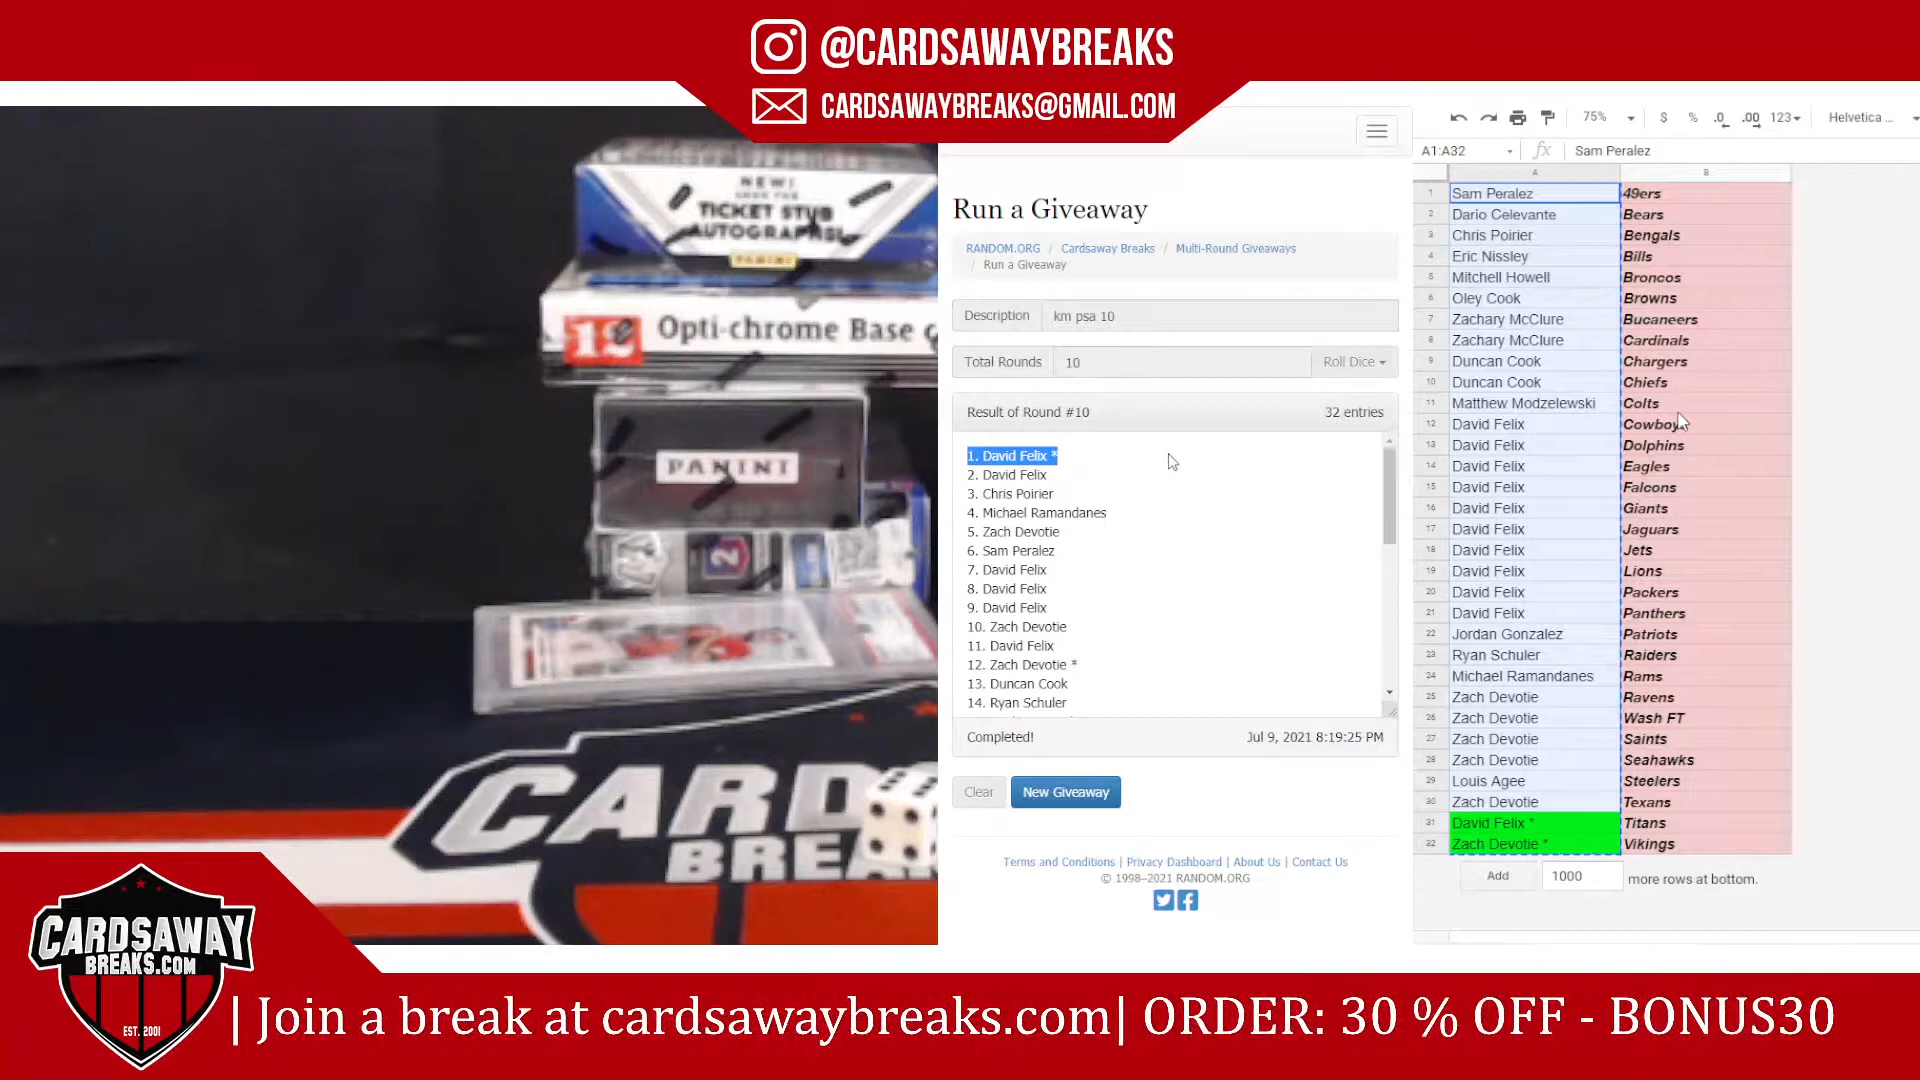 @CARDSAWAYBREAKS
CARDSAWAYBREAKS@GMAIL.COM
NEW!
TICKET STUB
AUTOGRAPHS!
PANINI
Opti-chrome Base
PANINI
CARDS
BREA
Run a Giveaway
RANDOM.ORG / Cardsaway Breaks / Multi-Round Giveaways
/ Run a Giveaway
Description km psa 10
Total Rounds 10 Roll Dice
Result of Round #10 32 entries
1. David Felix *
2. David Felix
3. Chris Poirier
4. Michael Ramandanes
5. Zach Devotie
6. Sam Peralez
7. David Felix
8. David Felix
9. David Felix
10. Zach Devotie
11. David Felix
12. Zach Devotie *
13. Duncan Cook
14. Ryan Schuler
Completed! Jul 9, 2021 8:19:25 PM
Clear New Giveaway
Terms and Conditions | Privacy Dashboard | About Us | Contact Us
© 1998–2021 RANDOM.ORG
75% $ % .0 .00 123 Helvetica ...
A1:A32 fx Sam Peralez
A B
1 Sam Peralez 49ers
2 Dario Celevante Bears
3 Chris Poirier Bengals
4 Eric Nissley Bills
5 Mitchell Howell Broncos
6 Oley Cook Browns
7 Zachary McClure Bucaneers
8 Zachary McClure Cardinals
9 Duncan Cook Chargers
10 Duncan Cook Chiefs
11 Matthew Modzelewski Colts
12 David Felix Cowboys
13 David Felix Dolphins
14 David Felix Eagles
15 David Felix Falcons
16 David Felix Giants
17 David Felix Jaguars
18 David Felix Jets
19 David Felix Lions
20 David Felix Packers
21 David Felix Panthers
22 Jordan Gonzalez Patriots
23 Ryan Schuler Raiders
24 Michael Ramandanes Rams
25 Zach Devotie Ravens
26 Zach Devotie Wash FT
27 Zach Devotie Saints
28 Zach Devotie Seahawks
29 Louis Agee Steelers
30 Zach Devotie Texans
31 David Felix * Titans
32 Zach Devotie * Vikings
Add 1000 more rows at bottom.
CARDSAWAY
BREAKS.COM
EST. 2001
| Join a break at cardsawaybreaks.com| ORDER: 30 % OFF - BONUS30